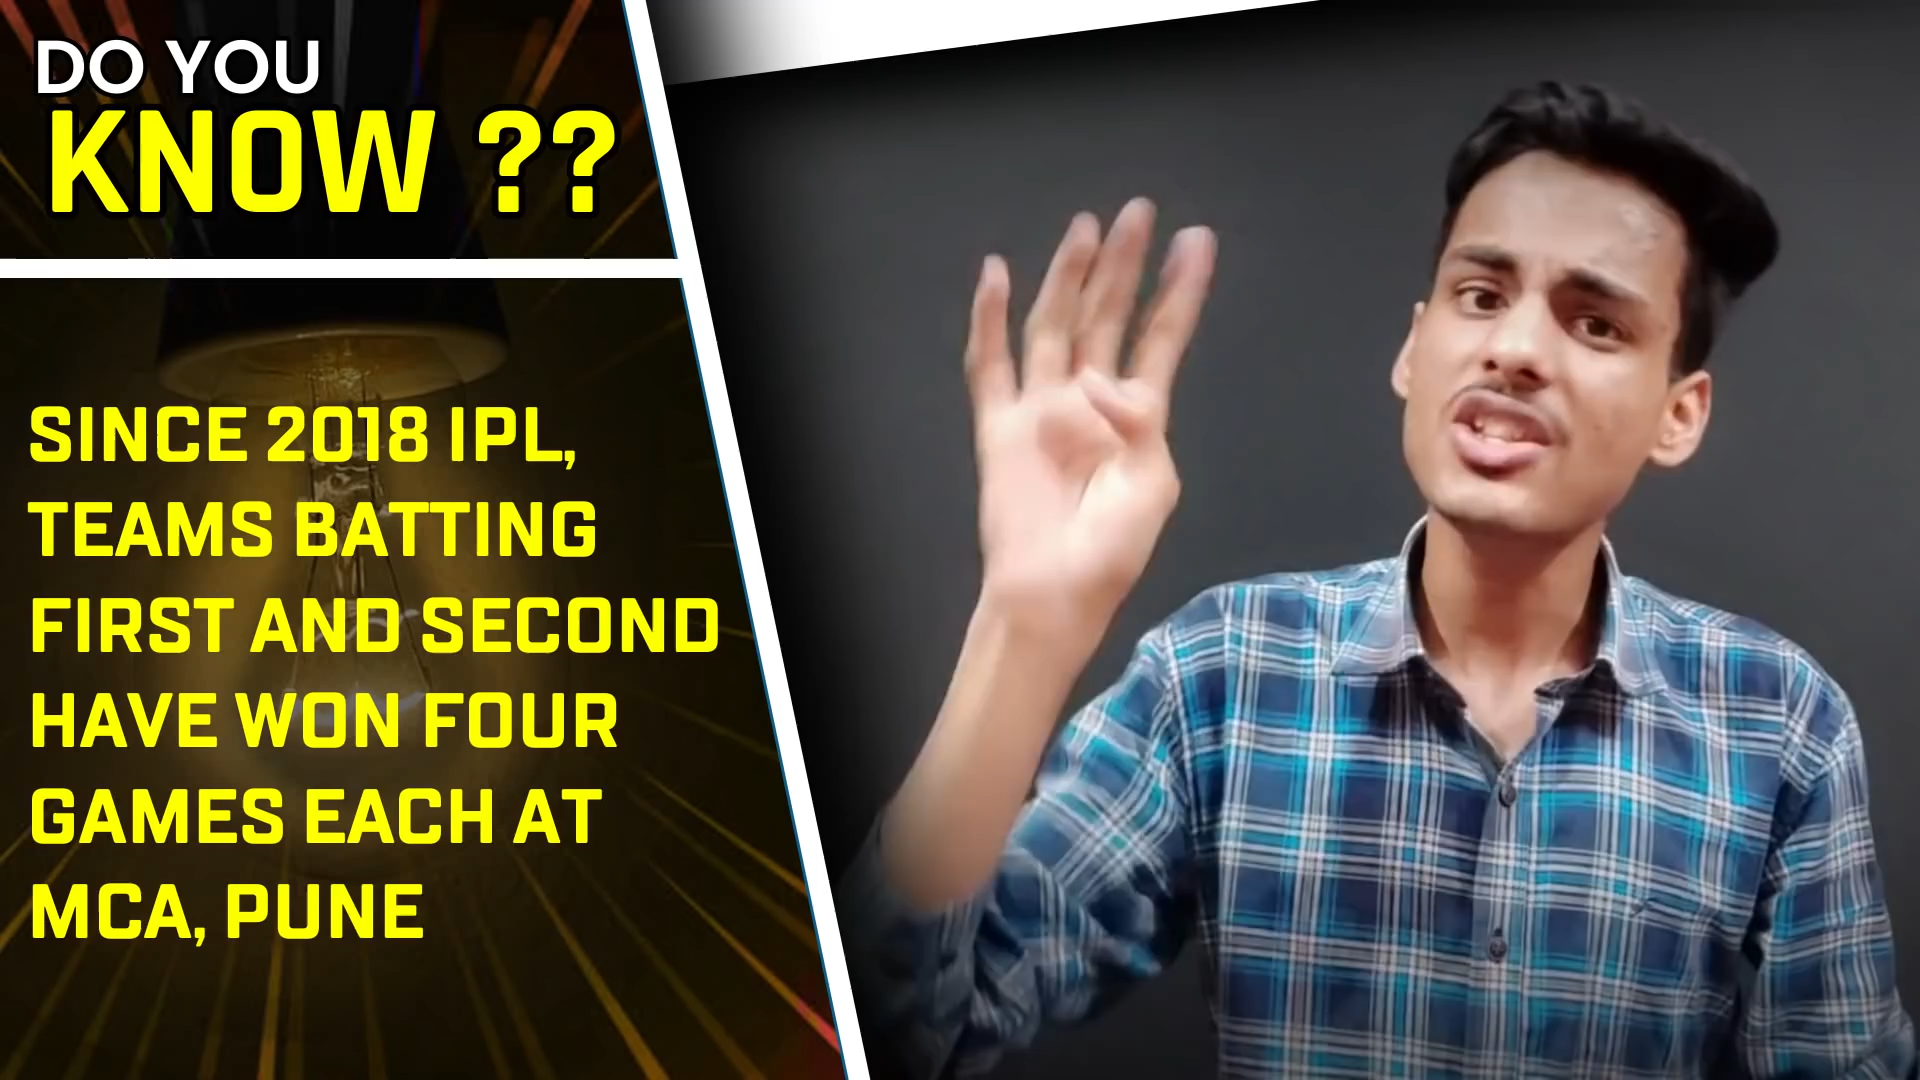 DO YOU
KNOW ??
SINCE 2018 IPL,
TEAMS BATTING
FIRST AND SECOND
HAVE WON FOUR
GAMES EACH AT
MCA, PUNE